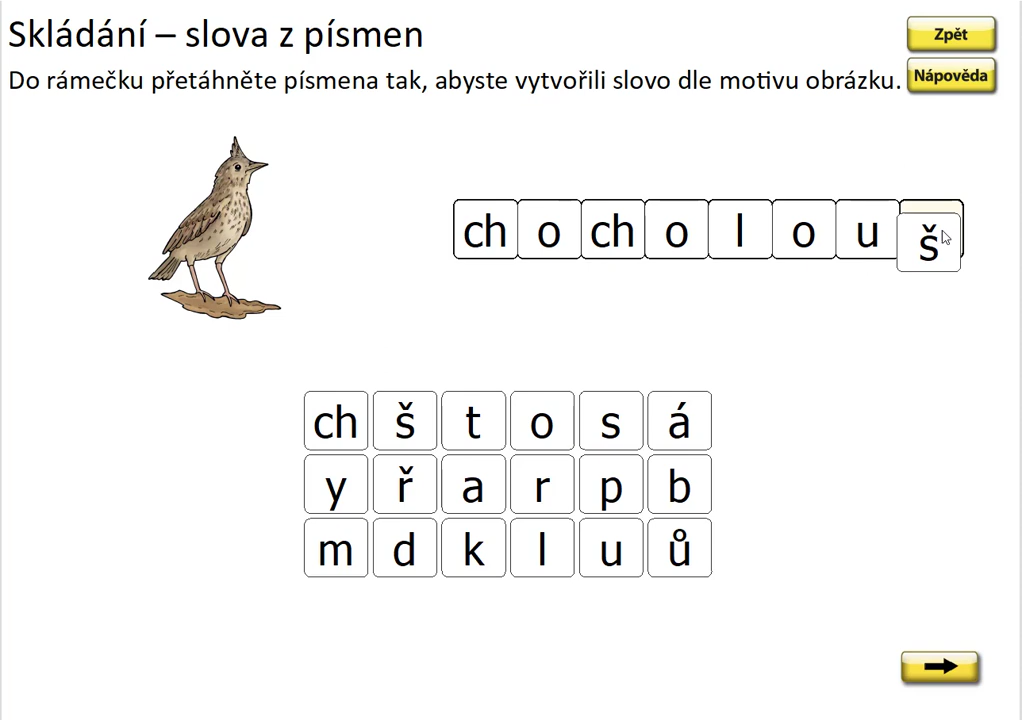 Skládání – slova z písmen
Zpět
Do rámečku přetáhněte písmena tak, abyste vytvořili slovo dle motivu obrázku.
Nápověda
ch o ch o l o u š
ch š t o s á
y ř a r p b
m d k l u ů